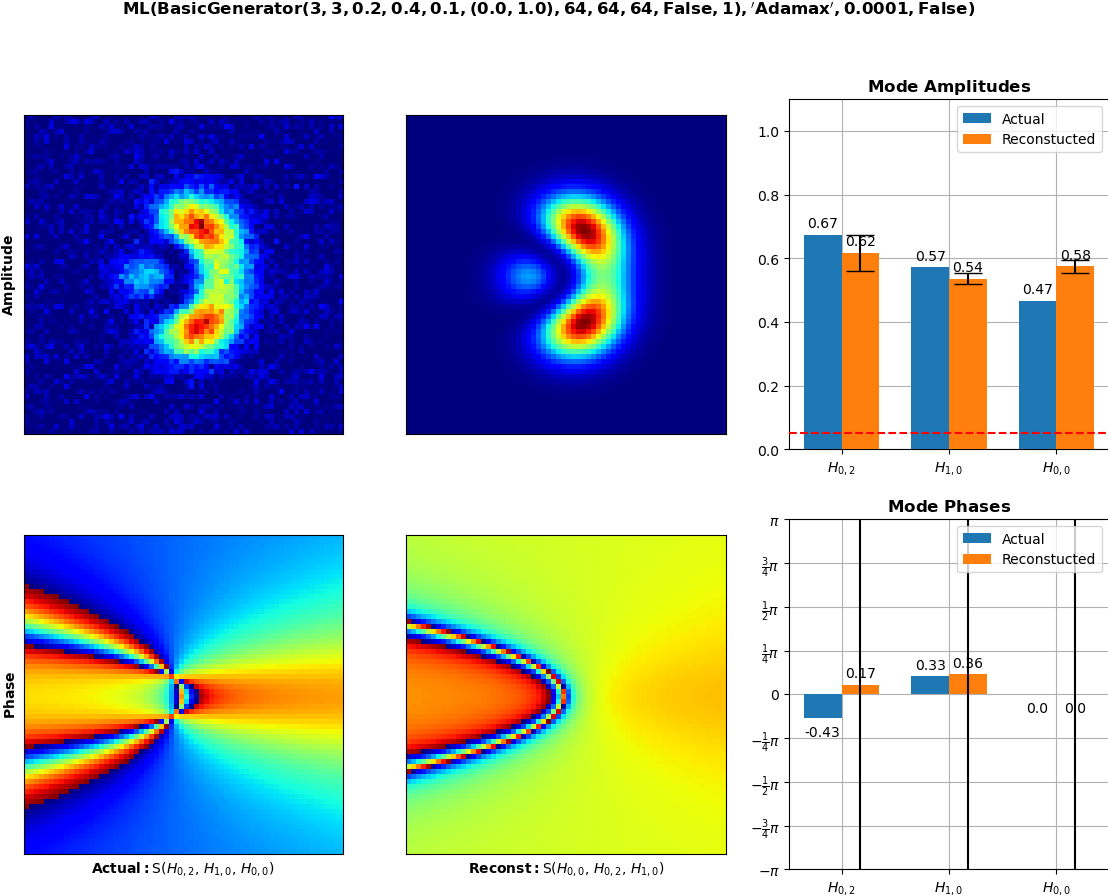 ML(BasicGenerator(3, 3, 0.2, 0.4, 0.1, (0.0, 1.0), 64, 64, 64, False, 1), ′Adamax′, 0.0001, False)
Amplitude
Mode Amplitudes
Actual
Reconstucted
1.0
0.8
0.6
0.4
0.2
0.0
0.67
0.62
0.57
0.54
0.47
0.58
H0,2
H1,0
H0,0
Phase
Actual: S(H0,2, H1,0, H0,0)
Reconst: S(H0,0, H0,2, H1,0)
Mode Phases
Actual
Reconstucted
π
3/4π
1/2π
1/4π
0
−1/4π
−1/2π
−3/4π
−π
-0.43
0.17
0.33
0.36
0.0
0.0
H0,2
H1,0
H0,0